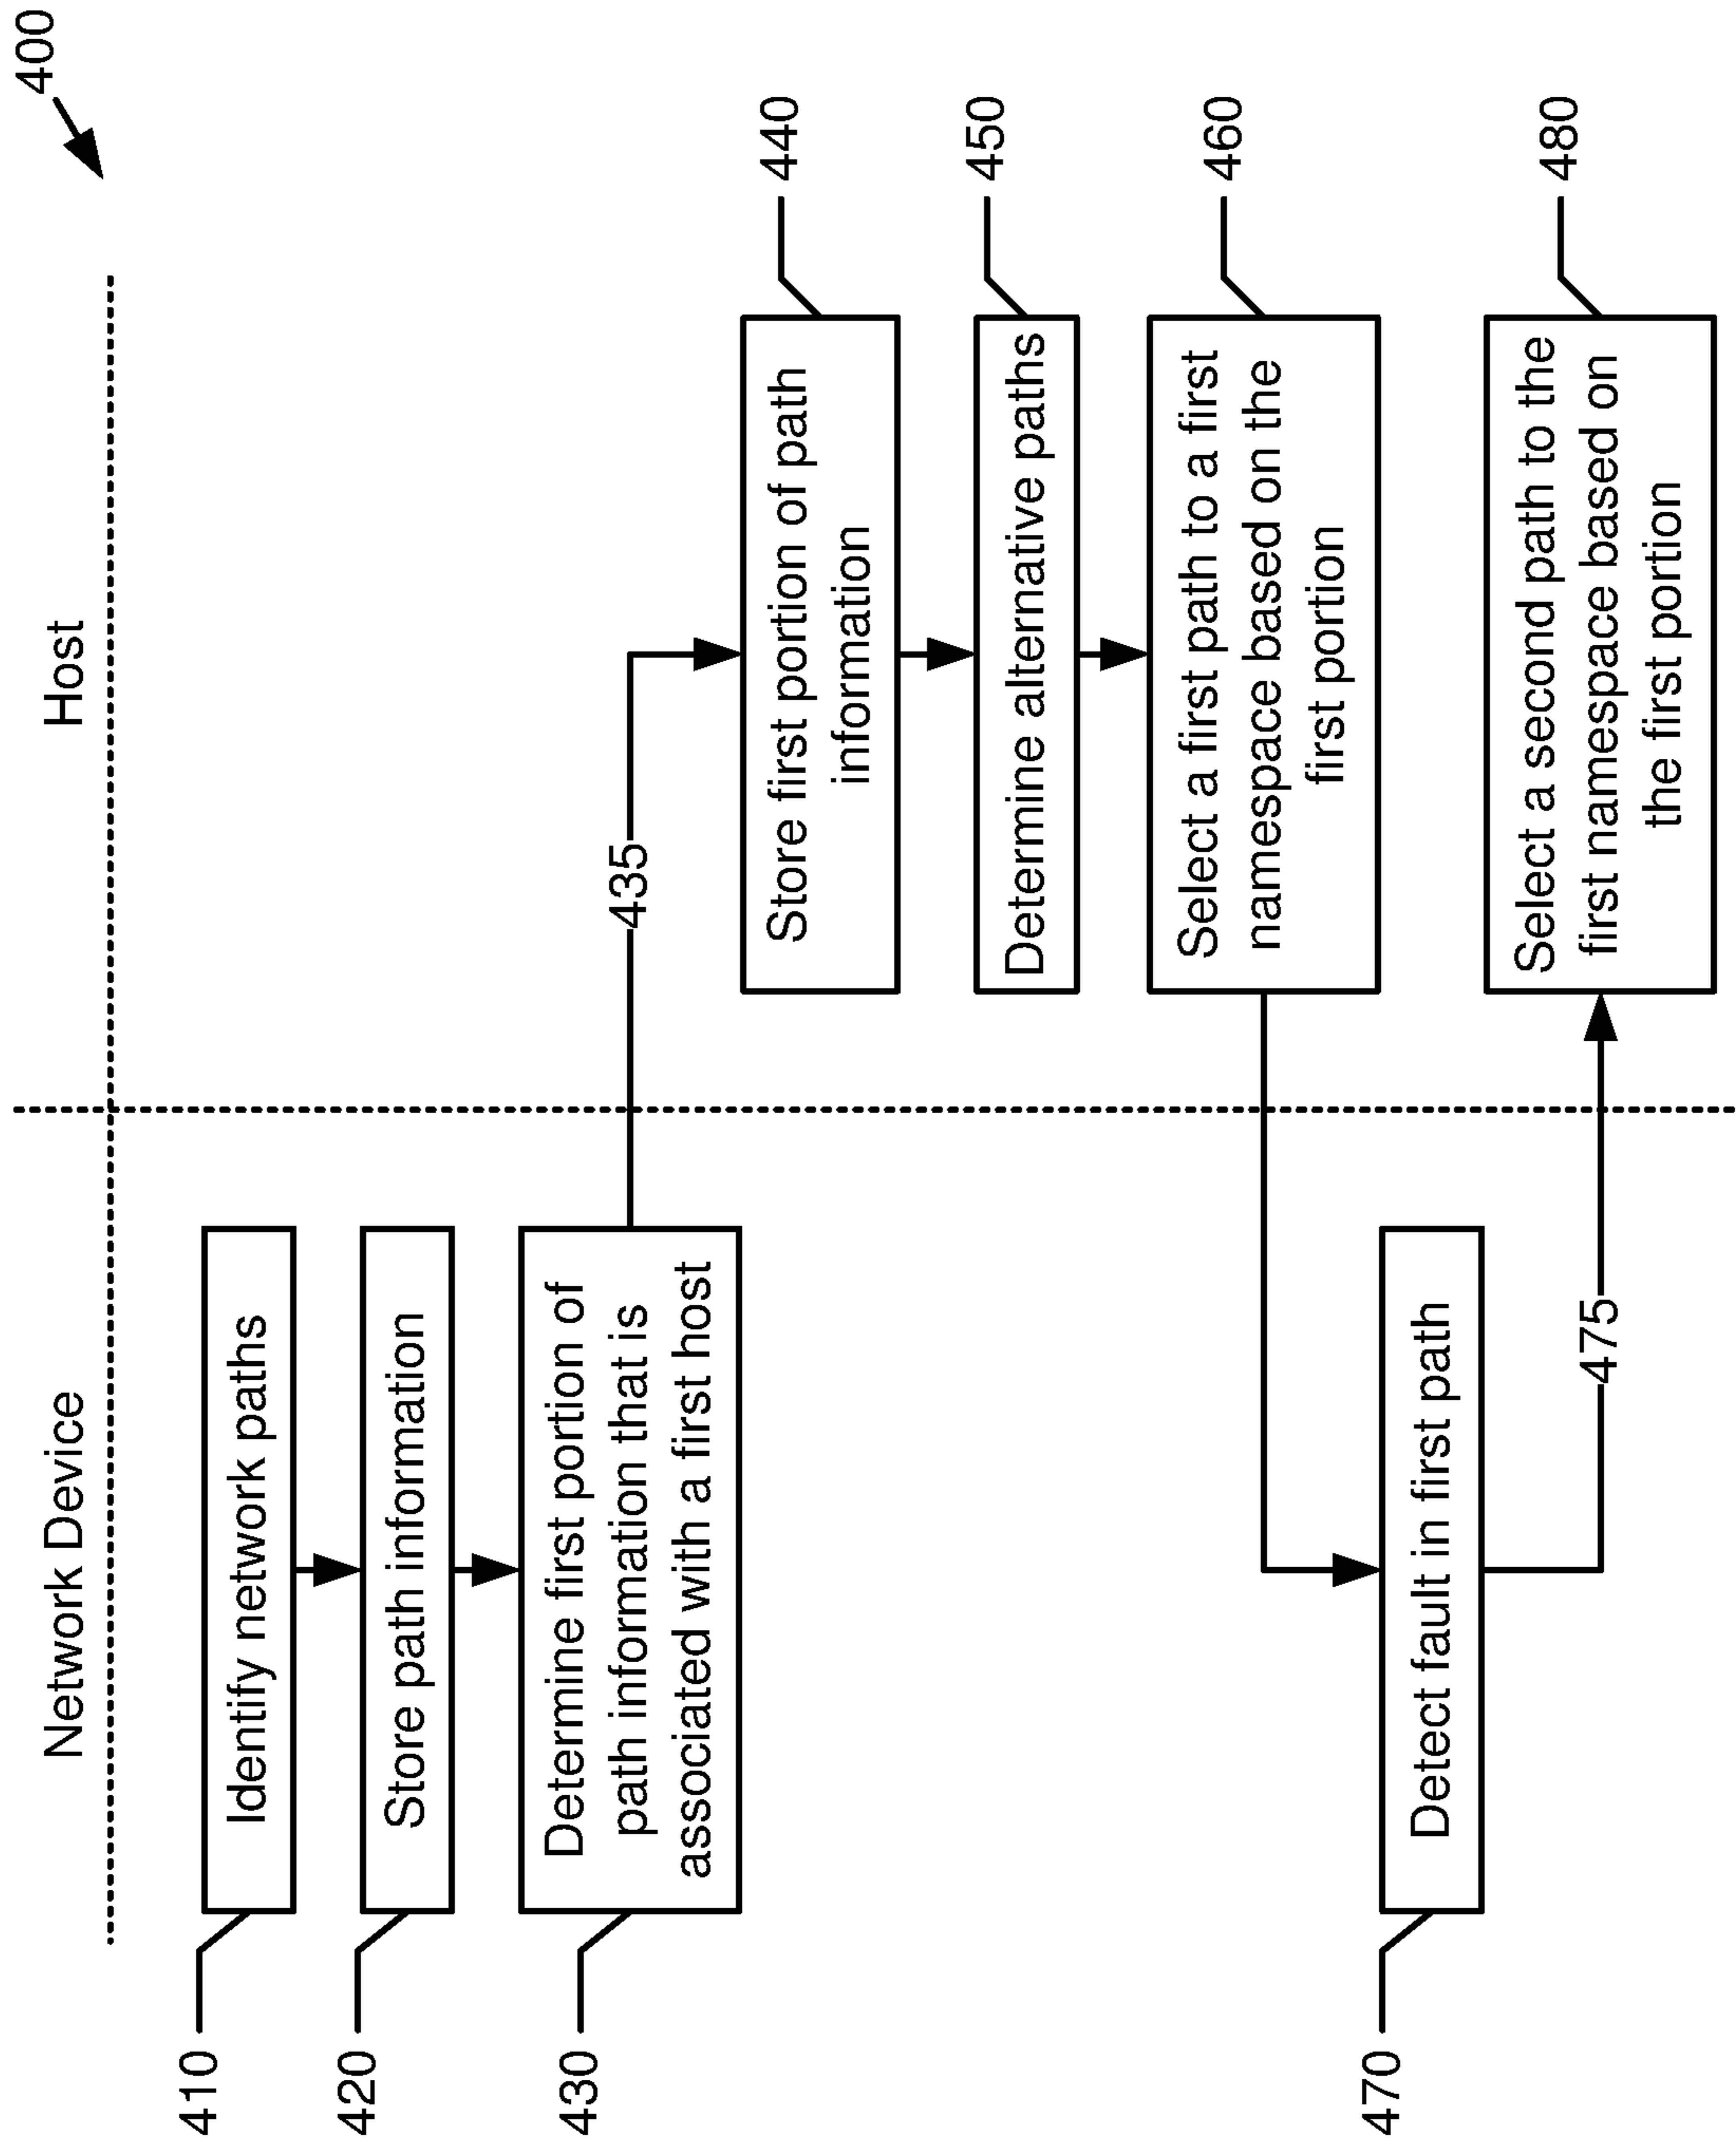 400
Network Device
Host
410
Identify network paths
420
Store path information
430
Determine first portion of
path information that is
associated with a first host
435
Store first portion of path
information
440
Determine alternative paths
450
Select a first path to a first
namespace based on the
first portion
460
470
Detect fault in first path
475
Select a second path to the
first namespace based on
the first portion
480